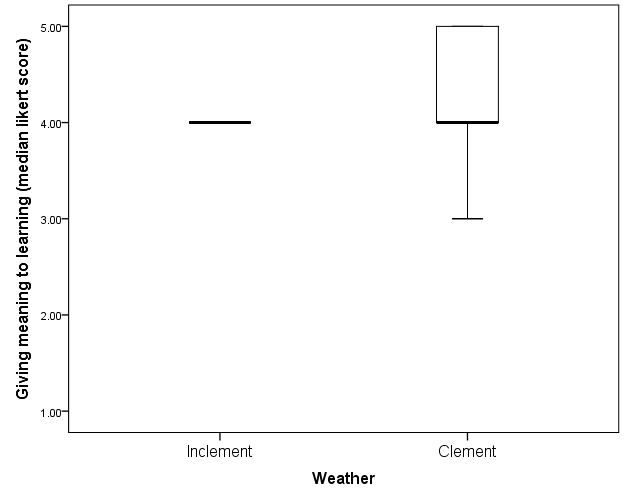 Giving meaning to learning (median likert score)
5.00
4.00
3.00
2.00
1.00
Inclement
Clement
Weather